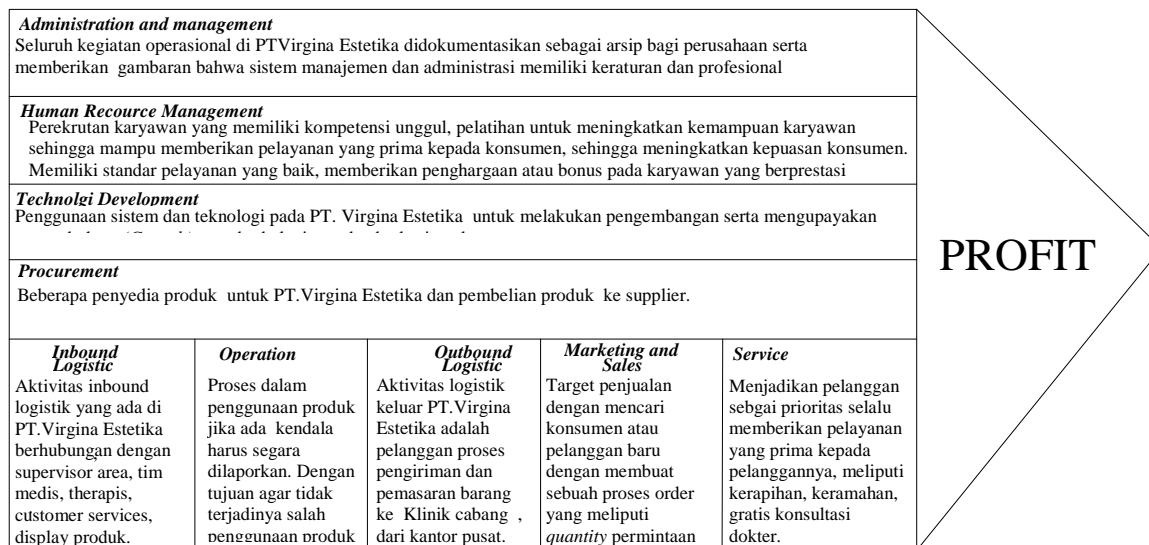 Administration and management
Seluruh kegiatan operasional di PTVirgina Estetika didokumentasikan sebagai arsip bagi perusahaan serta
memberikan gambaran bahwa sistem manajemen dan administrasi memiliki keraturan dan profesional
Human Recource Management
Perekrutan karyawan yang memiliki kompetensi unggul, pelatihan untuk meningkatkan kemampuan karyawan
sehingga mampu memberikan pelayanan yang prima kepada konsumen, sehingga meningkatkan kepuasan konsumen.
Memiliki standar pelayanan yang baik, memberikan penghargaan atau bonus pada karyawan yang berprestasi
Technolgi Development
Penggunaan sistem dan teknologi pada PT. Virgina Estetika untuk melakukan pengembangan serta mengupayakan
Procurement
Beberapa penyedia produk untuk PT.Virgina Estetika dan pembelian produk ke supplier.
Inbound
Logistic
Aktivitas inbound
logistik yang ada di
PT.Virgina Estetika
berhubungan dengan
supervisor area, tim
medis, therapis,
customer services,
display produk.
Operation
Proses dalam
penggunaan produk
jika ada kendala
harus segara
dilaporkan. Dengan
tujuan agar tidak
terjadinya salah
penggunaan produk
Outbound
Logistic
Aktivitas logistik
keluar PT.Virgina
Estetika adalah
pelanggan proses
pengiriman dan
pemasaran barang
ke Klinik cabang ,
dari kantor pusat.
Marketing and
Sales
Target penjualan
dengan mencari
konsumen atau
pelanggan baru
dengan membuat
sebuah proses order
yang meliputi
quantity permintaan
Service
Menjadikan pelanggan
sebgai prioritas selalu
memberikan pelayanan
yang prima kepada
pelanggannya, meliputi
kerapihan, keramahan,
gratis konsultasi
dokter.
PROFIT